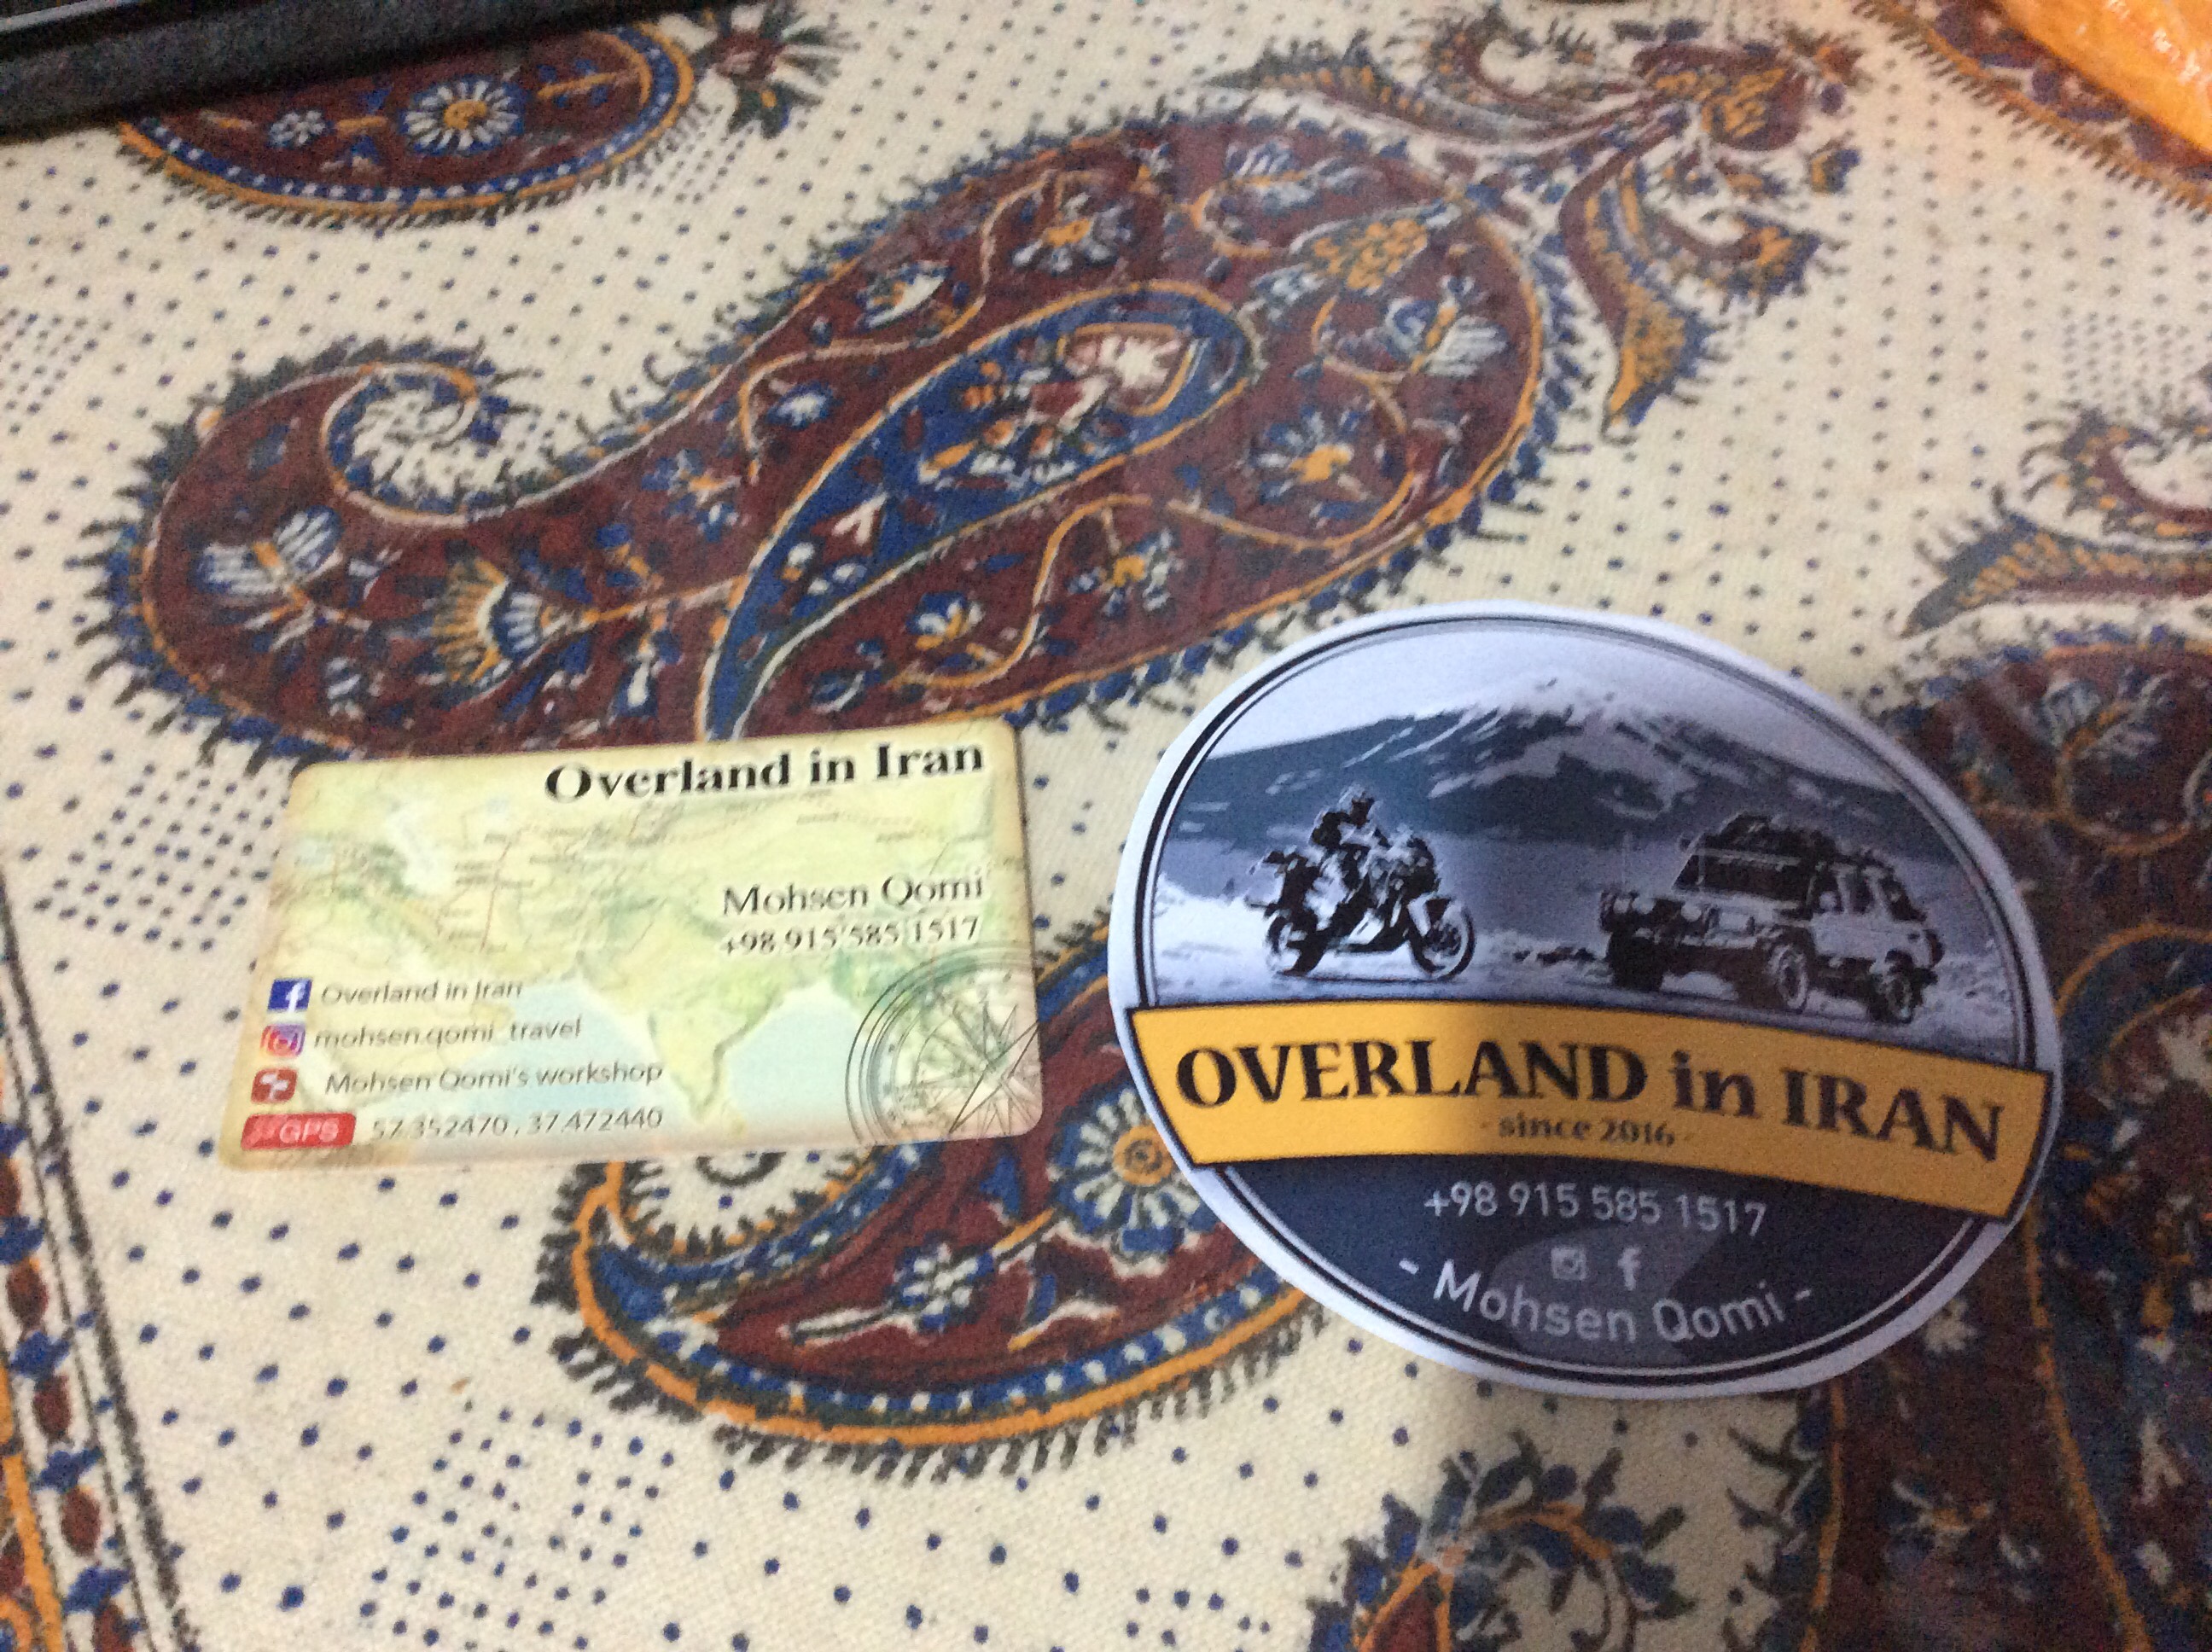 Overland in Iran
Mohsen Qomi
+98 915 585 1517
Overland in Iran
mohsen.qomi_travel
Mohsen Qomi's workshop
GPS 57.352470 , 37.472440
OVERLAND in IRAN
- since 2016 -
+98 915 585 1517
- Mohsen Qomi -